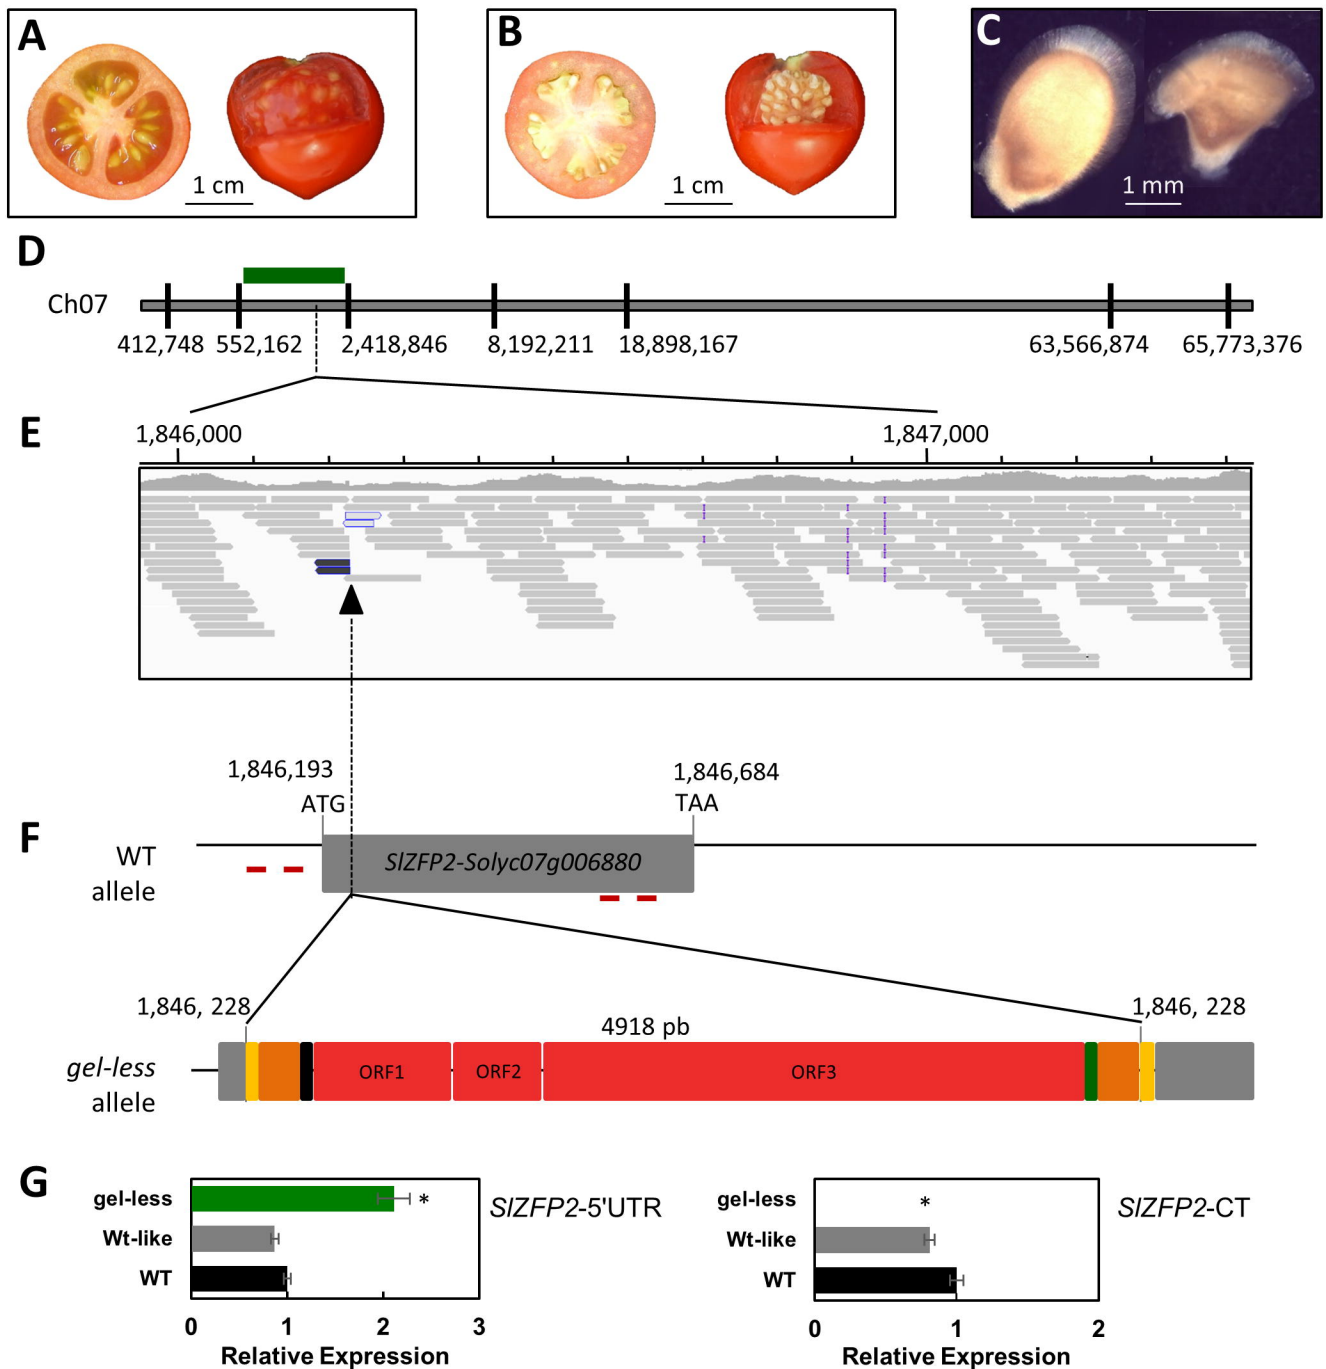 A
1 cm
B
1 cm
C
1 mm
D
Ch07
412,748 552,162 2,418,846 8,192,211 18,898,167 63,566,874 65,773,376
E
1,846,000 1,847,000
1,846,193 1,846,684
ATG TAA
F
WT
allele
SlZFP2-Solyc07g006880
1,846, 228 4918 pb 1,846, 228
gel-less
allele
ORF1 ORF2 ORF3
G
gel-less *
Wt-like
WT
SlZFP2-5'UTR
0 1 2 3
Relative Expression
gel-less *
Wt-like
WT
SlZFP2-CT
0 1 2
Relative Expression